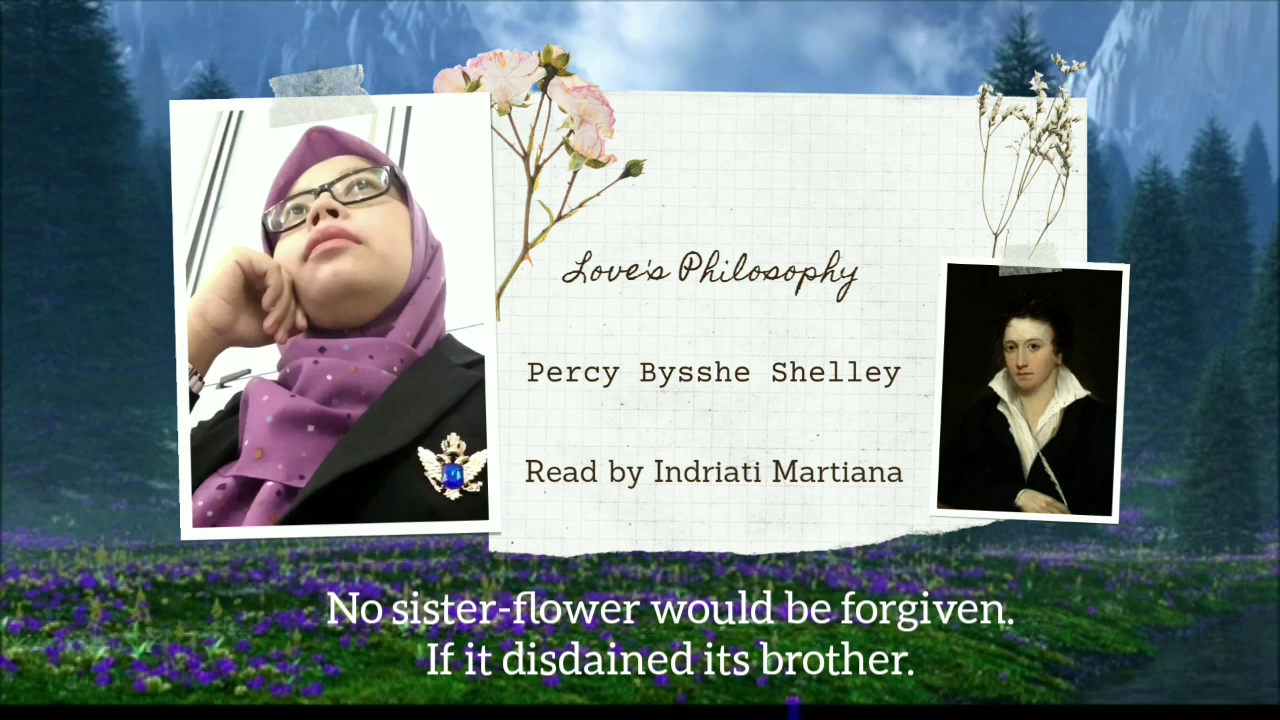 Love's Philosophy
Percy Bysshe Shelley
Read by Indriati Martiana
No sister-flower would be forgiven.
If it disdained its brother.